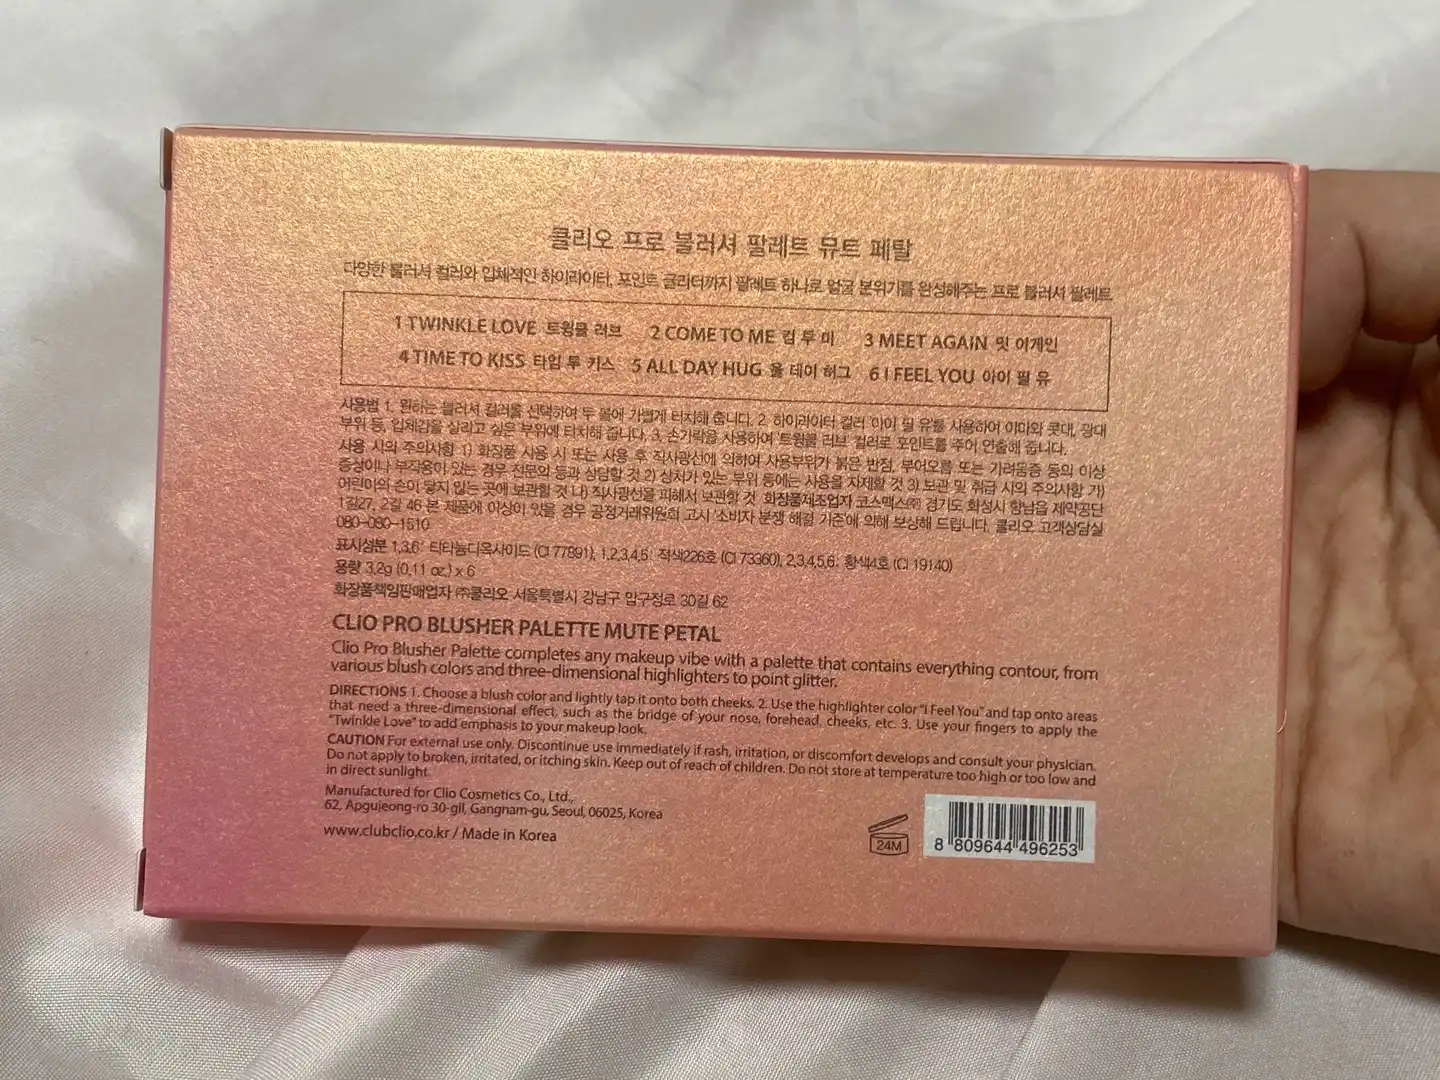 클리오 프로 블러셔 팔레트 뮤트 페탈
다양한 블러셔 컬러와 입체적인 하이라이터, 포인트 글리터까지 팔레트 하나로 얼굴 분위기를 완성해주는 프로 블러셔 팔레트
1 TWINKLE LOVE 트윙클 러브 2 COME TO ME 컴 투 미 3 MEET AGAIN 밋 어게인
4 TIME TO KISS 타임 투 키스 5 ALL DAY HUG 올 데이 허그 6 I FEEL YOU 아이 필 유
사용법 1. 원하는 블러셔 컬러를 선택하여 두 볼에 가볍게 터치해 줍니다. 2. 하이라이터 컬러 '아이 필 유'를 사용하여 이마와 콧대, 광대
부위 등, 입체감을 살리고 싶은 부위에 터치해 줍니다. 3. 손가락을 사용하여 '트윙클 러브' 컬러로 포인트를 주어 연출해 줍니다.
사용 시의 주의사항 1) 화장품 사용 시 또는 사용 후 직사광선에 의하여 사용부위가 붉은 반점, 부어오름 또는 가려움증 등의 이상
증상이나 부작용이 있는 경우 전문의 등과 상담할 것 2) 상처가 있는 부위 등에는 사용을 자제할 것 3) 보관 및 취급 시의 주의사항 가)
어린이의 손이 닿지 않는 곳에 보관할 것 나) 직사광선을 피해서 보관할 것 화장품제조업자 코스맥스㈜ 경기도 화성시 향남읍 제약공단
1길27, 2길 46 본 제품에 이상이 있을 경우 공정거래위원회 고시 '소비자 분쟁 해결 기준'에 의해 보상해 드립니다. 클리오 고객상담실
080-080-1510
표시성분 1,3,6: 티타늄디옥사이드 (CI 77891), 1,2,3,4,5: 적색226호 (CI 73360), 2,3,4,5,6: 황색4호 (CI 19140)
용량 3.2g (0.11 oz.) x 6
화장품책임판매업자 ㈜클리오 서울특별시 강남구 압구정로 30길 62
CLIO PRO BLUSHER PALETTE MUTE PETAL
Clio Pro Blusher Palette completes any makeup vibe with a palette that contains everything contour, from
various blush colors and three-dimensional highlighters to point glitter.
DIRECTIONS 1. Choose a blush color and lightly tap it onto both cheeks. 2. Use the highlighter color "I Feel You" and tap onto areas
that need a three-dimensional effect, such as the bridge of your nose, forehead, cheeks, etc. 3. Use your fingers to apply the
"Twinkle Love" to add emphasis to your makeup look.
CAUTION For external use only. Discontinue use immediately if rash, irritation, or discomfort develops and consult your physician.
Do not apply to broken, irritated, or itching skin. Keep out of reach of children. Do not store at temperature too high or too low and
in direct sunlight.
Manufactured for Clio Cosmetics Co., Ltd.,
62, Apgujeong-ro 30-gil, Gangnam-gu, Seoul, 06025, Korea
www.clubclio.co.kr / Made in Korea
24M
8 809644 496253